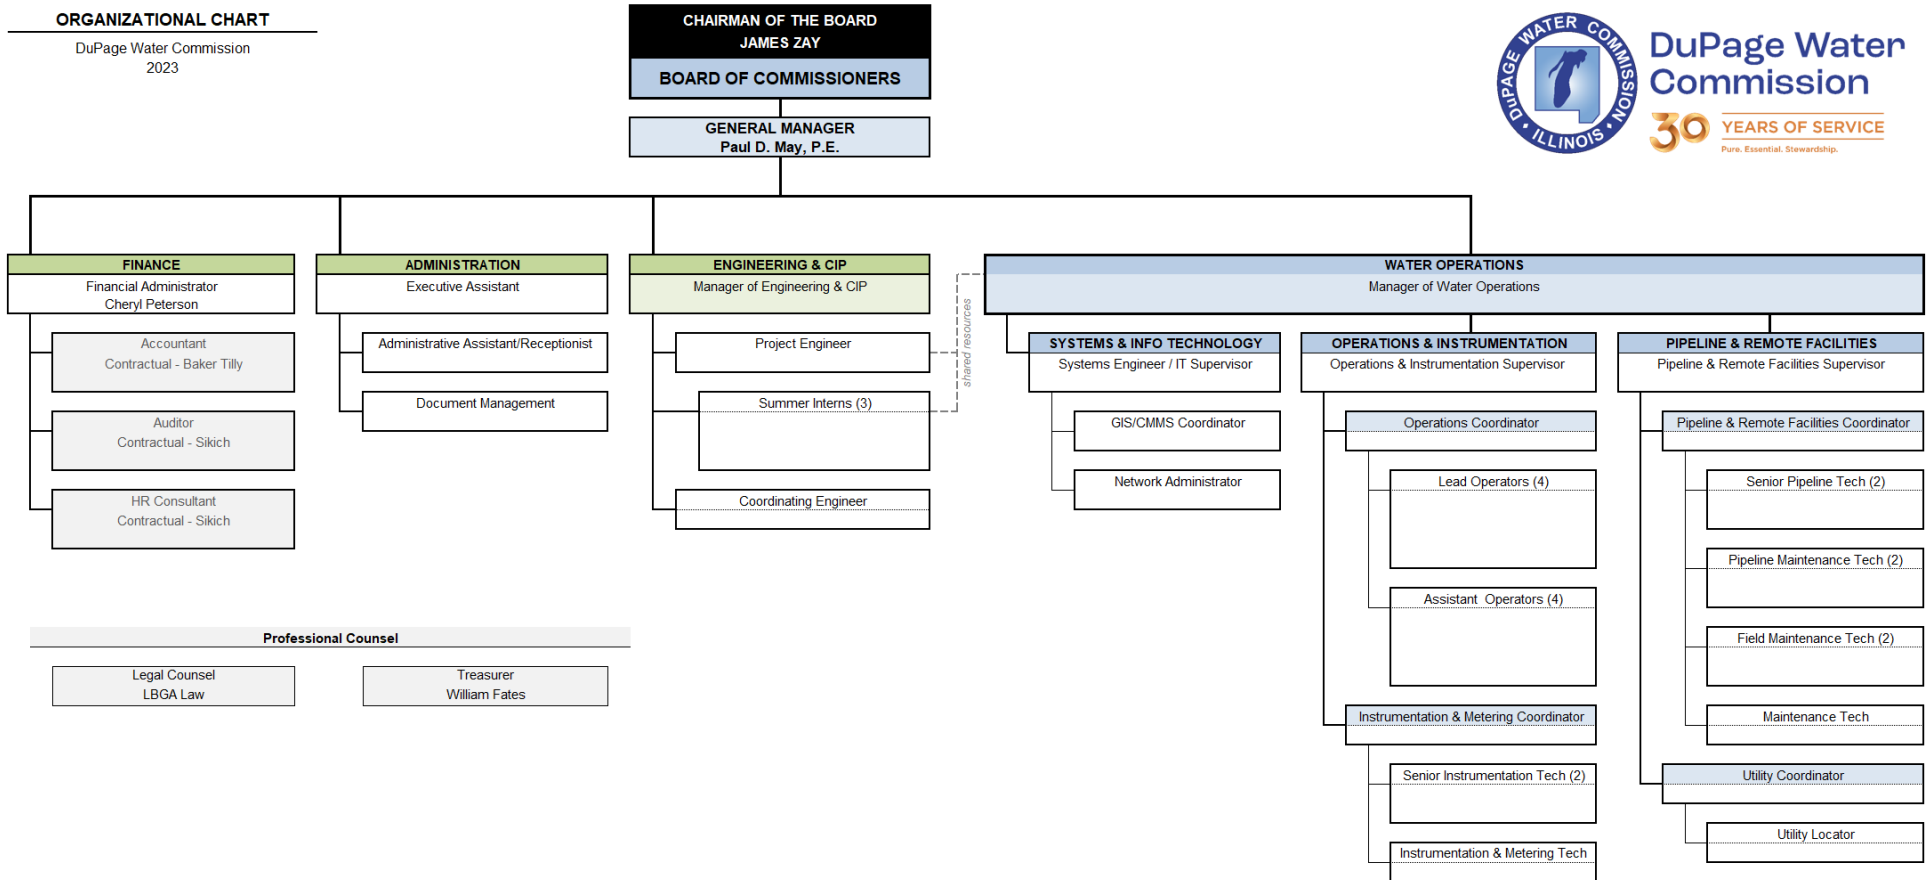 ORGANIZATIONAL CHART
DuPage Water Commission
2023
CHAIRMAN OF THE BOARD
JAMES ZAY
BOARD OF COMMISSIONERS
GENERAL MANAGER
Paul D. May, P.E.
DuPAGE WATER COMMISSION
• ILLINOIS •
DuPage Water
Commission
30 YEARS OF SERVICE
Pure. Essential. Stewardship.
FINANCE
Financial Administrator
Cheryl Peterson
Accountant
Contractual - Baker Tilly
Auditor
Contractual - Sikich
HR Consultant
Contractual - Sikich
ADMINISTRATION
Executive Assistant
Administrative Assistant/Receptionist
Document Management
ENGINEERING & CIP
Manager of Engineering & CIP
Project Engineer
Summer Interns (3)
Coordinating Engineer
shared resources
WATER OPERATIONS
Manager of Water Operations
SYSTEMS & INFO TECHNOLOGY
Systems Engineer / IT Supervisor
GIS/CMMS Coordinator
Network Administrator
OPERATIONS & INSTRUMENTATION
Operations & Instrumentation Supervisor
Operations Coordinator
Lead Operators (4)
Assistant  Operators (4)
Instrumentation & Metering Coordinator
Senior Instrumentation Tech (2)
Instrumentation & Metering Tech
PIPELINE & REMOTE FACILITIES
Pipeline & Remote Facilities Supervisor
Pipeline & Remote Facilities Coordinator
Senior Pipeline Tech (2)
Pipeline Maintenance Tech (2)
Field Maintenance Tech (2)
Maintenance Tech
Utility Coordinator
Utility Locator
Professional Counsel
Legal Counsel
LBGA Law
Treasurer
William Fates